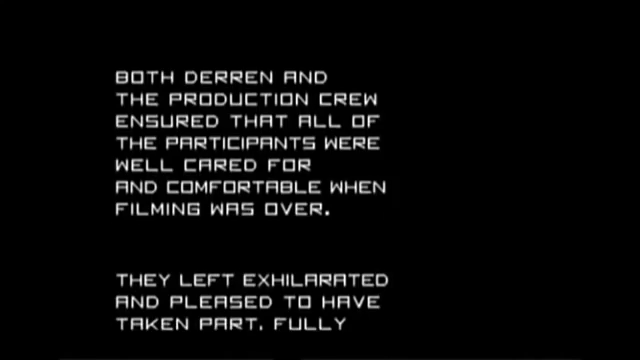 BOTH DERREN AND
THE PRODUCTION CREW
ENSURED THAT ALL OF
THE PARTICIPANTS WERE
WELL CARED FOR
AND COMFORTABLE WHEN
FILMING WAS OVER.
THEY LEFT EXHILARATED
AND PLEASED TO HAVE
TAKEN PART. FULLY